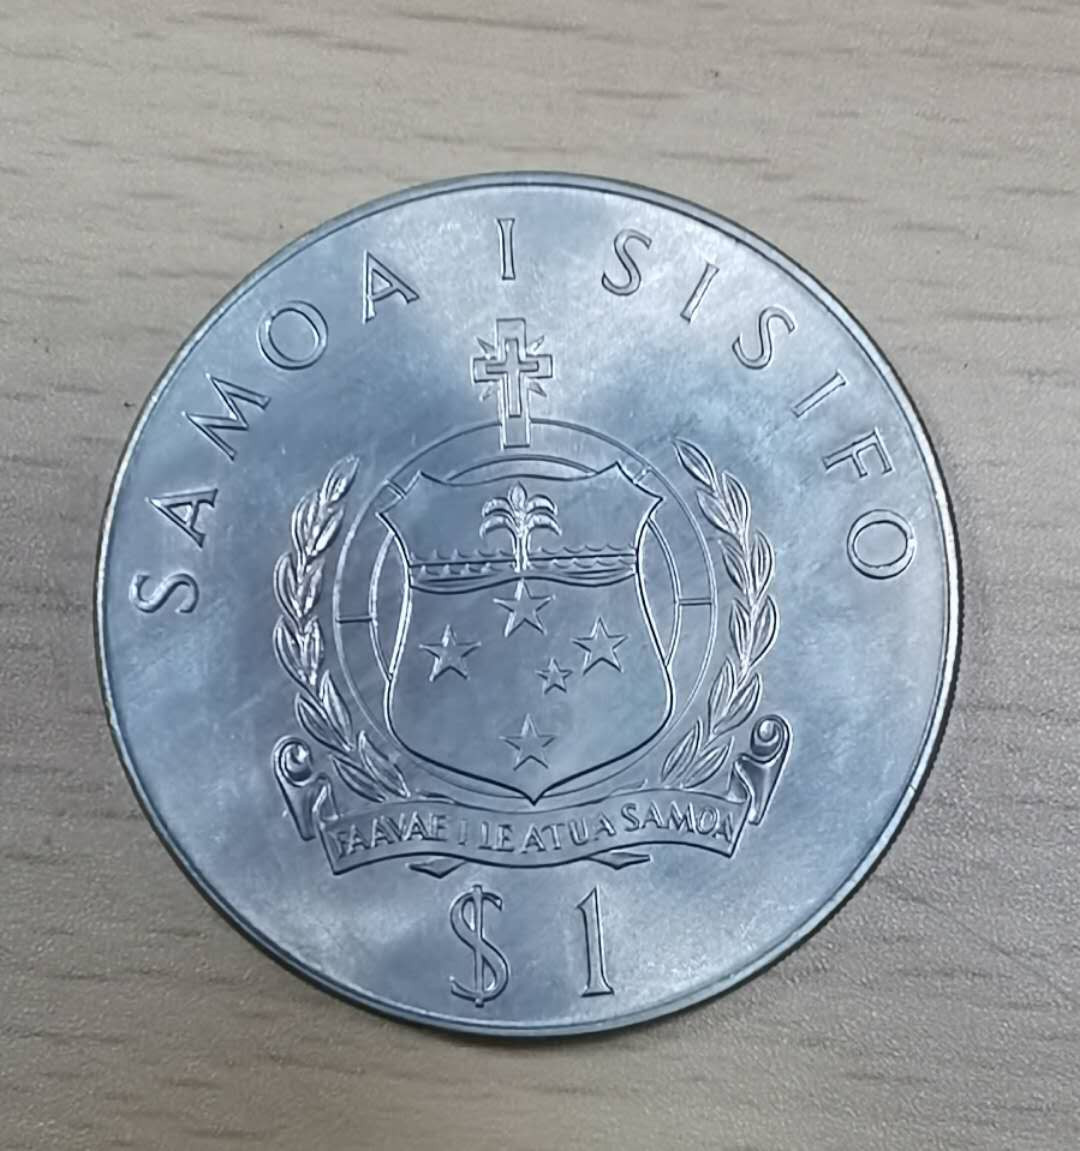 SAMOA I SISIFO
FAAVAE I LE ATUA SAMOA
$ 1